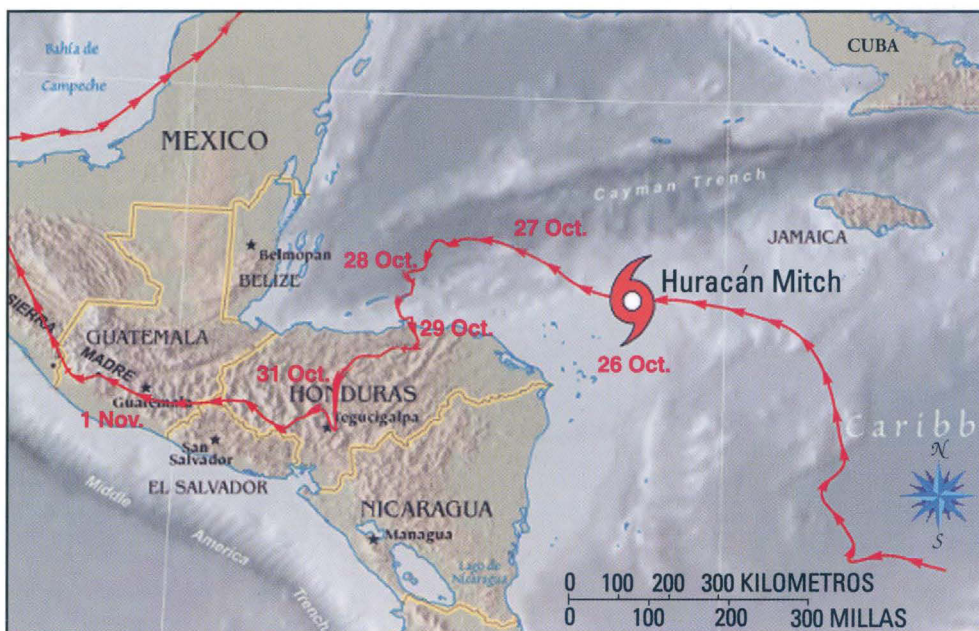 Bahía de
Campeche
MEXICO
CUBA
Cayman Trench
JAMAICA
27 Oct.
28 Oct.
Belmopan
BELIZE
Huracán Mitch
26 Oct.
29 Oct.
SIERRA
MADRE
GUATEMALA
Guatemala
31 Oct.
HONDURAS
Tegucigalpa
1 Nov.
San
Salvador
EL SALVADOR
Caribb
N
S
NICARAGUA
Managua
Lago de
Nicaragua
Middle
America
Trench
0 100 200 300 KILOMETROS
0 100 200 300 MILLAS